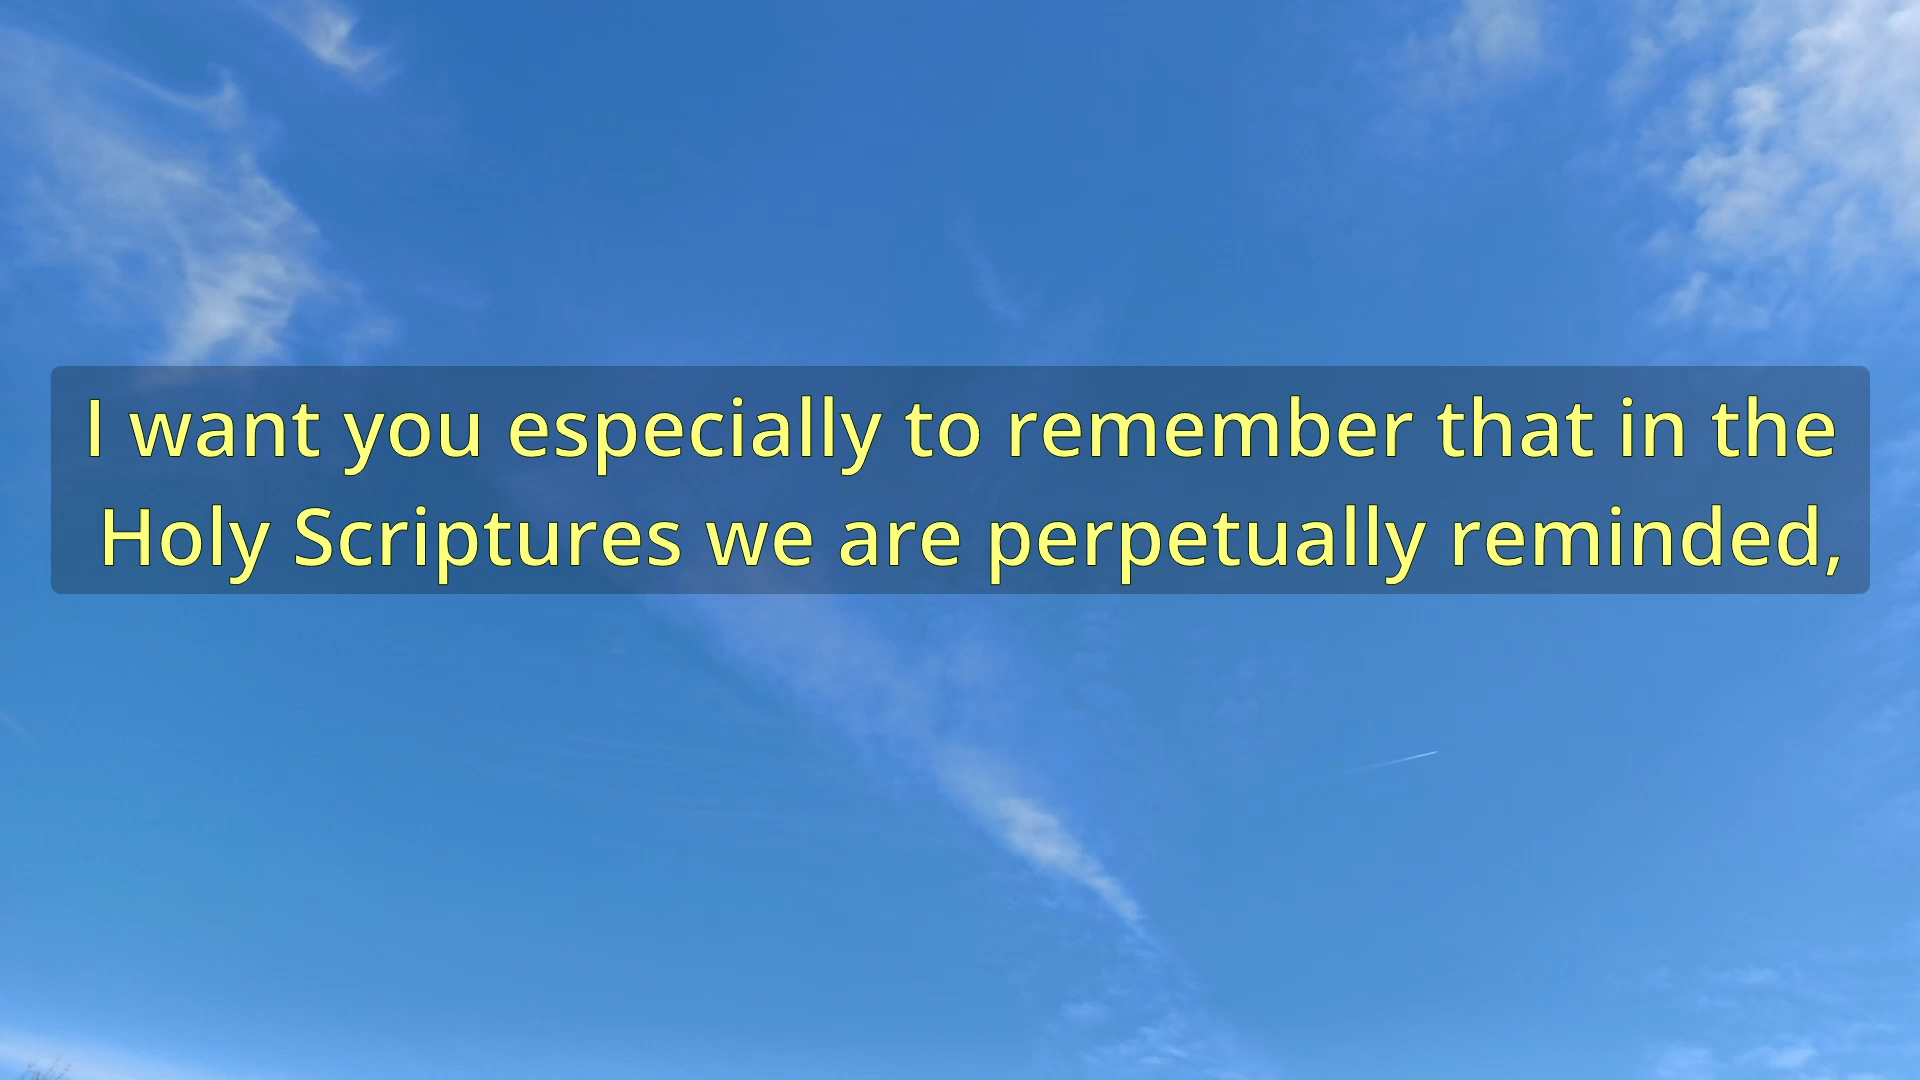 I want you especially to remember that in the
Holy Scriptures we are perpetually reminded,